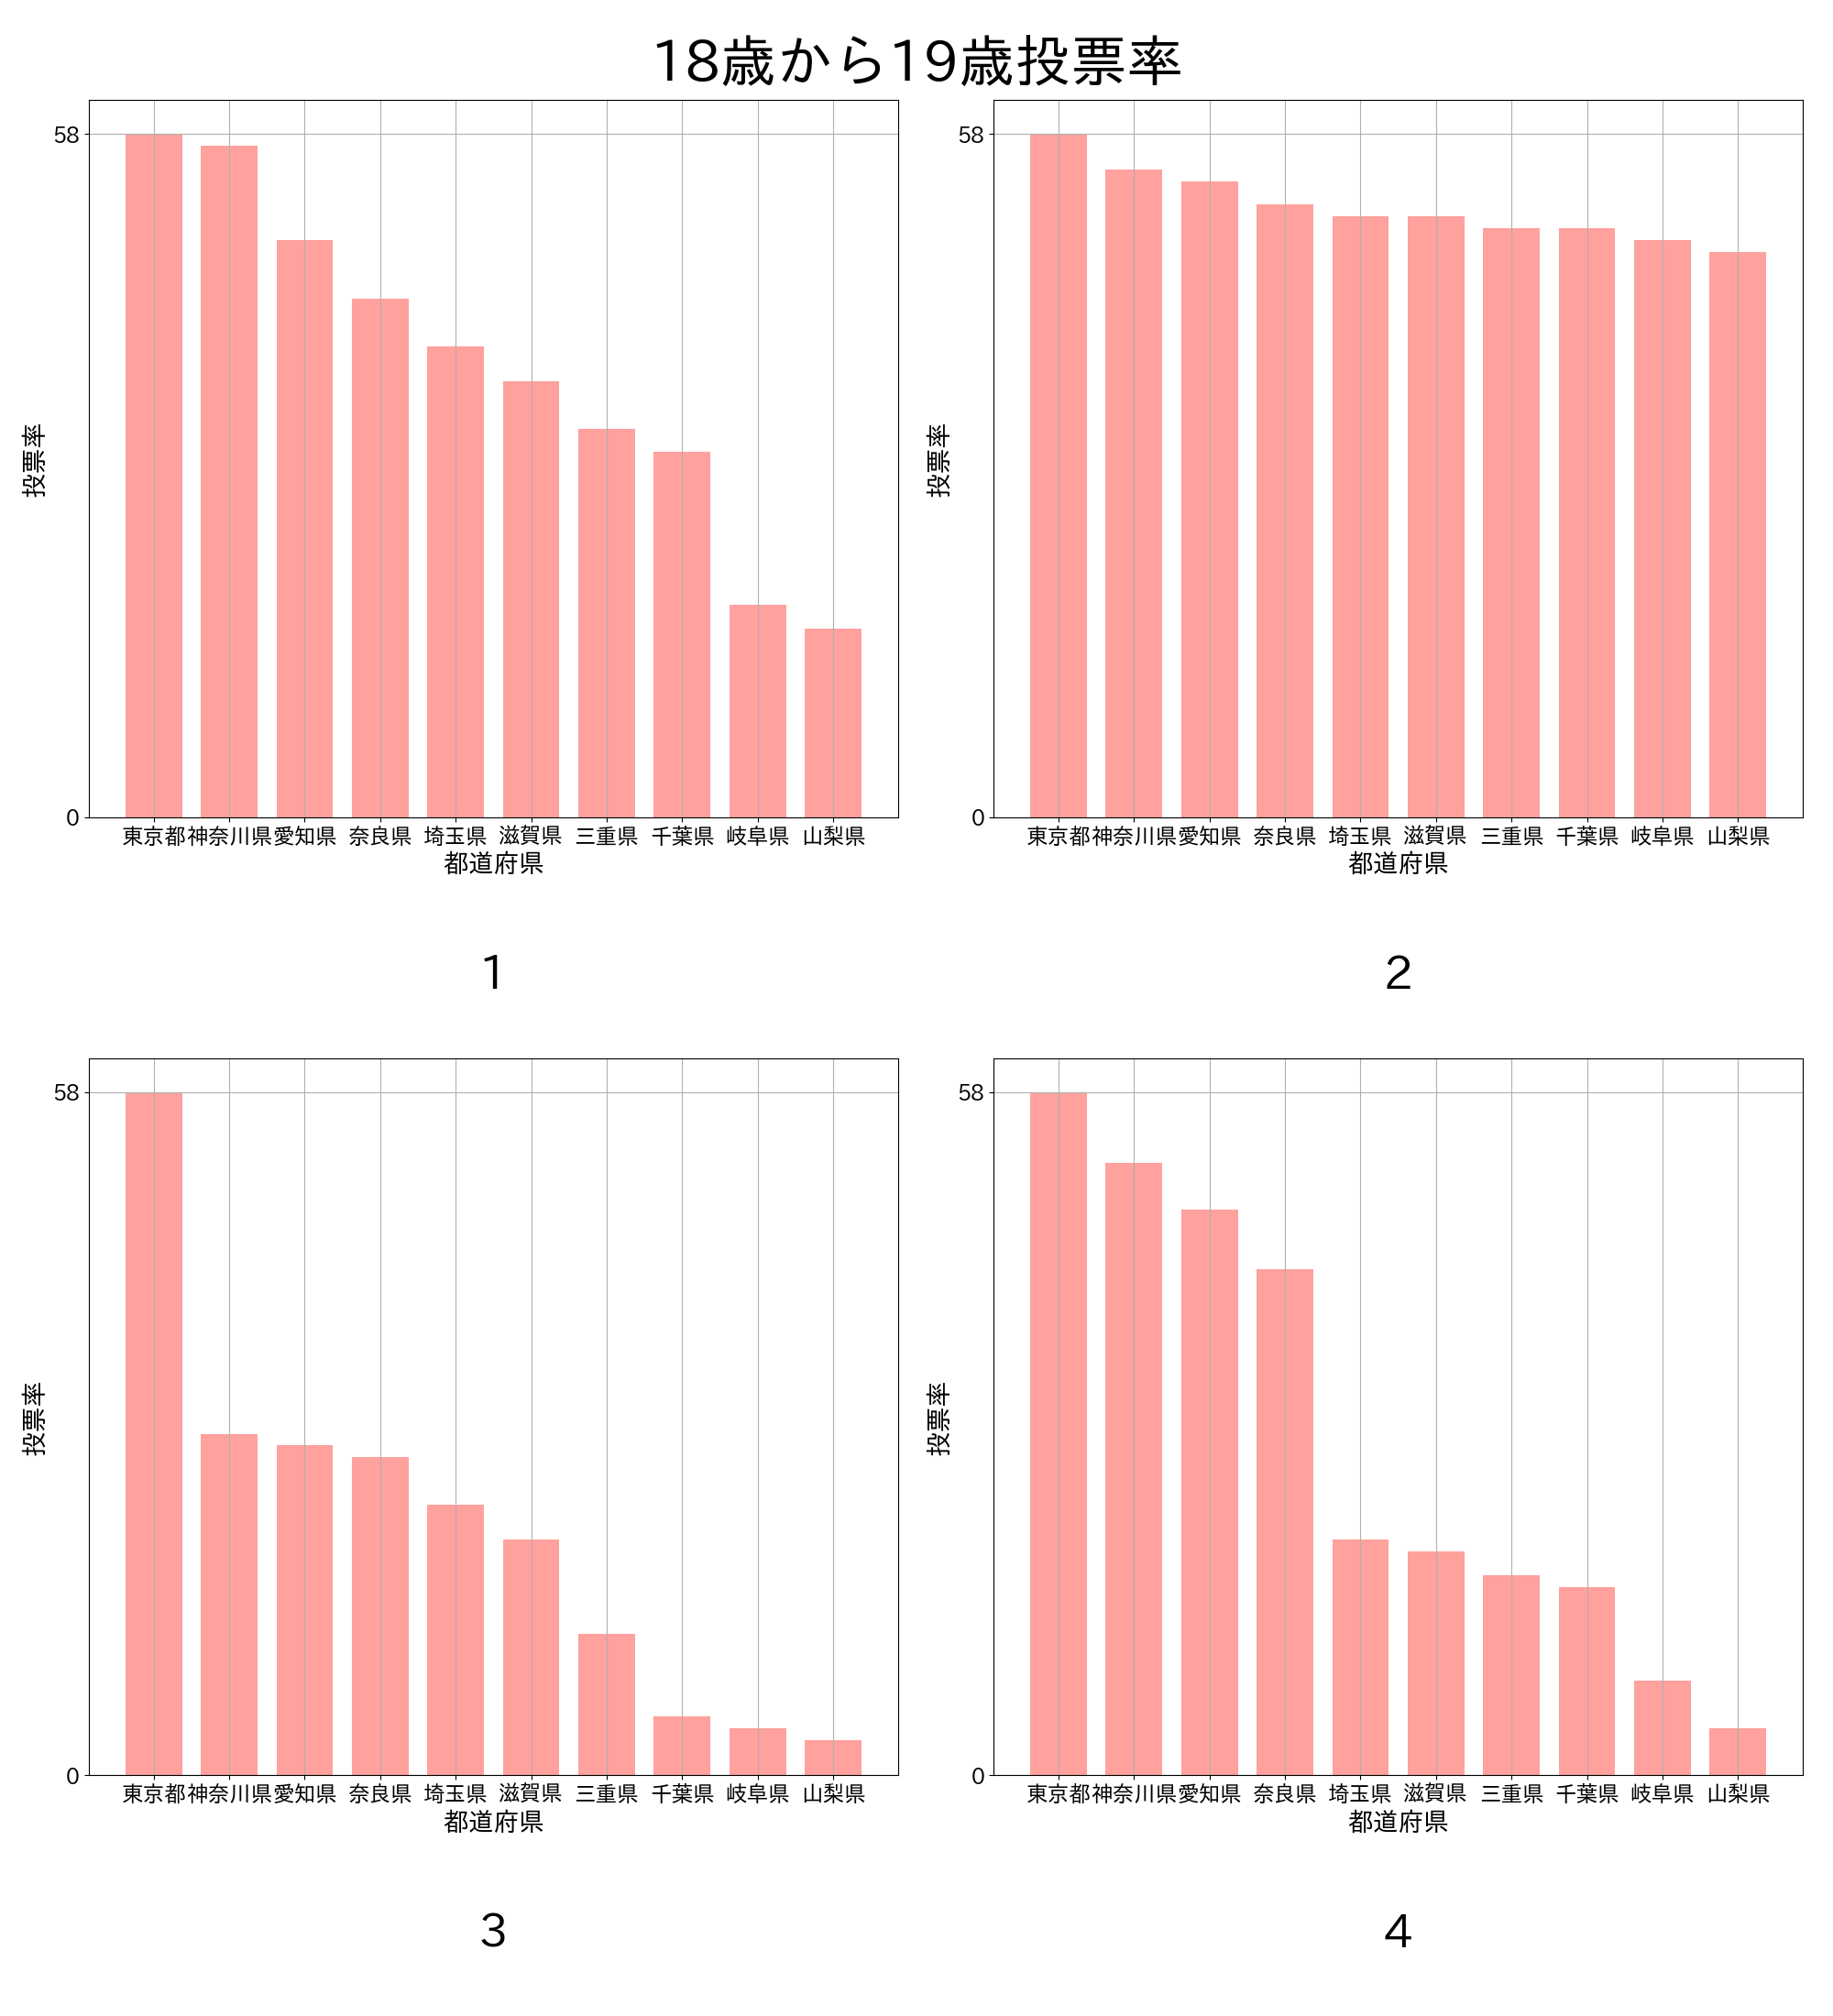 18歳から19歳投票率
58
0
投票率
東京都 神奈川県 愛知県 奈良県 埼玉県 滋賀県 三重県 千葉県 岐阜県 山梨県
都道府県
1
58
0
投票率
東京都 神奈川県 愛知県 奈良県 埼玉県 滋賀県 三重県 千葉県 岐阜県 山梨県
都道府県
2
58
0
投票率
東京都 神奈川県 愛知県 奈良県 埼玉県 滋賀県 三重県 千葉県 岐阜県 山梨県
都道府県
3
58
0
投票率
東京都 神奈川県 愛知県 奈良県 埼玉県 滋賀県 三重県 千葉県 岐阜県 山梨県
都道府県
4